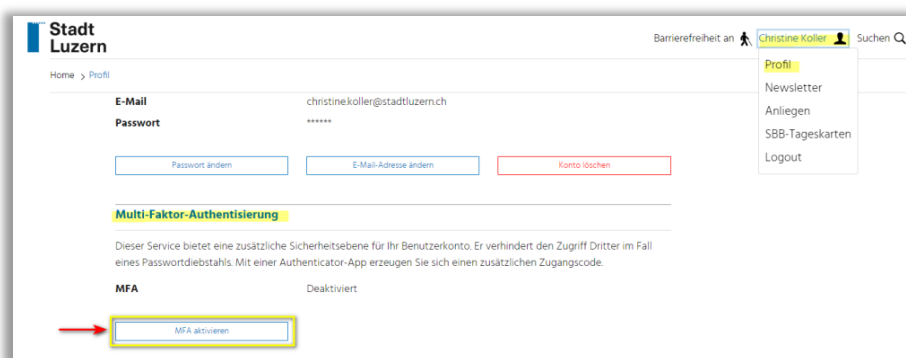 Stadt
Luzern
Barrierefreiheit an Christine Koller Suchen
Home > Profil
Profil
Newsletter
Anliegen
SBB-Tageskarten
Logout
E-Mail christine.koller@stadtluzern.ch
Passwort ******
Passwort ändern E-Mail-Adresse ändern Konto löschen
Multi-Faktor-Authentisierung
Dieser Service bietet eine zusätzliche Sicherheitsebene für Ihr Benutzerkonto. Er verhindert den Zugriff Dritter im Fall
eines Passwortdiebstahls. Mit einer Authenticator-App erzeugen Sie sich einen zusätzlichen Zugangscode.
MFA Deaktiviert
MFA aktivieren